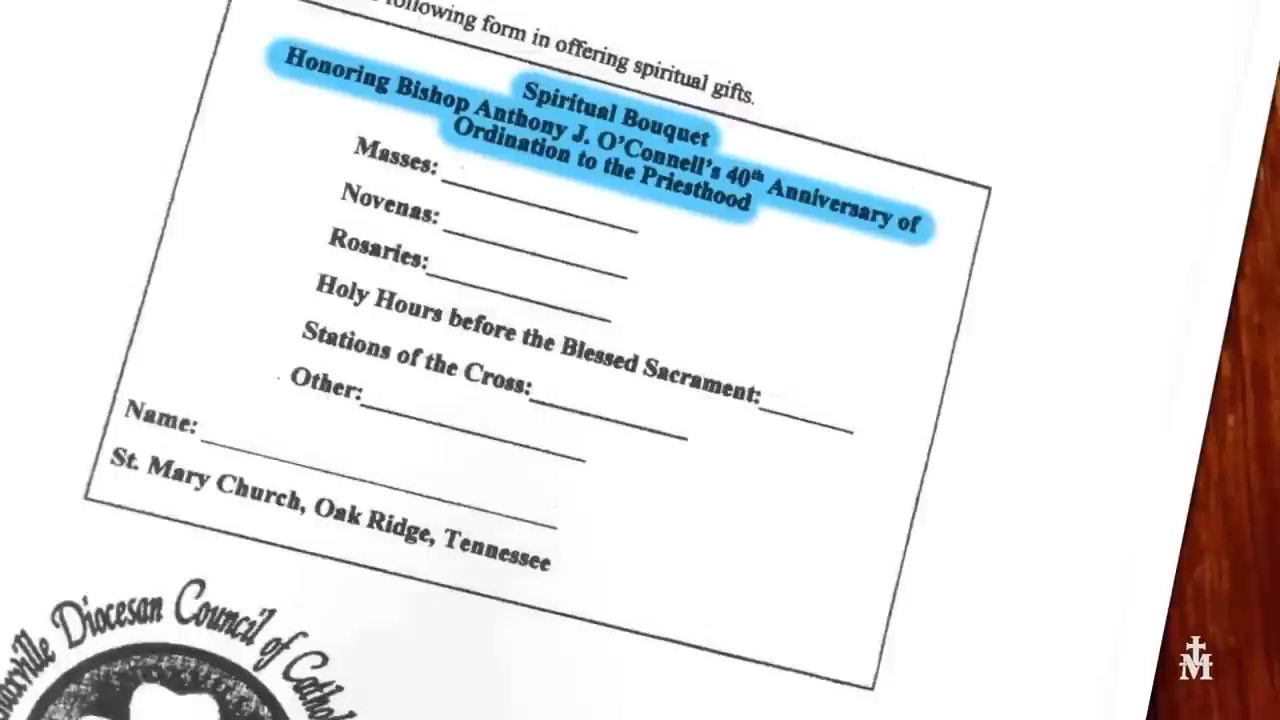 following form in offering spiritual gifts.
Spiritual Bouquet
Honoring Bishop Anthony J. O'Connell's 40th Anniversary of
Ordination to the Priesthood
Masses:
Novenas:
Rosaries:
Holy Hours before the Blessed Sacrament:
Stations of the Cross:
Other:
Name:
St. Mary Church, Oak Ridge, Tennessee
Diocesan Council of
M